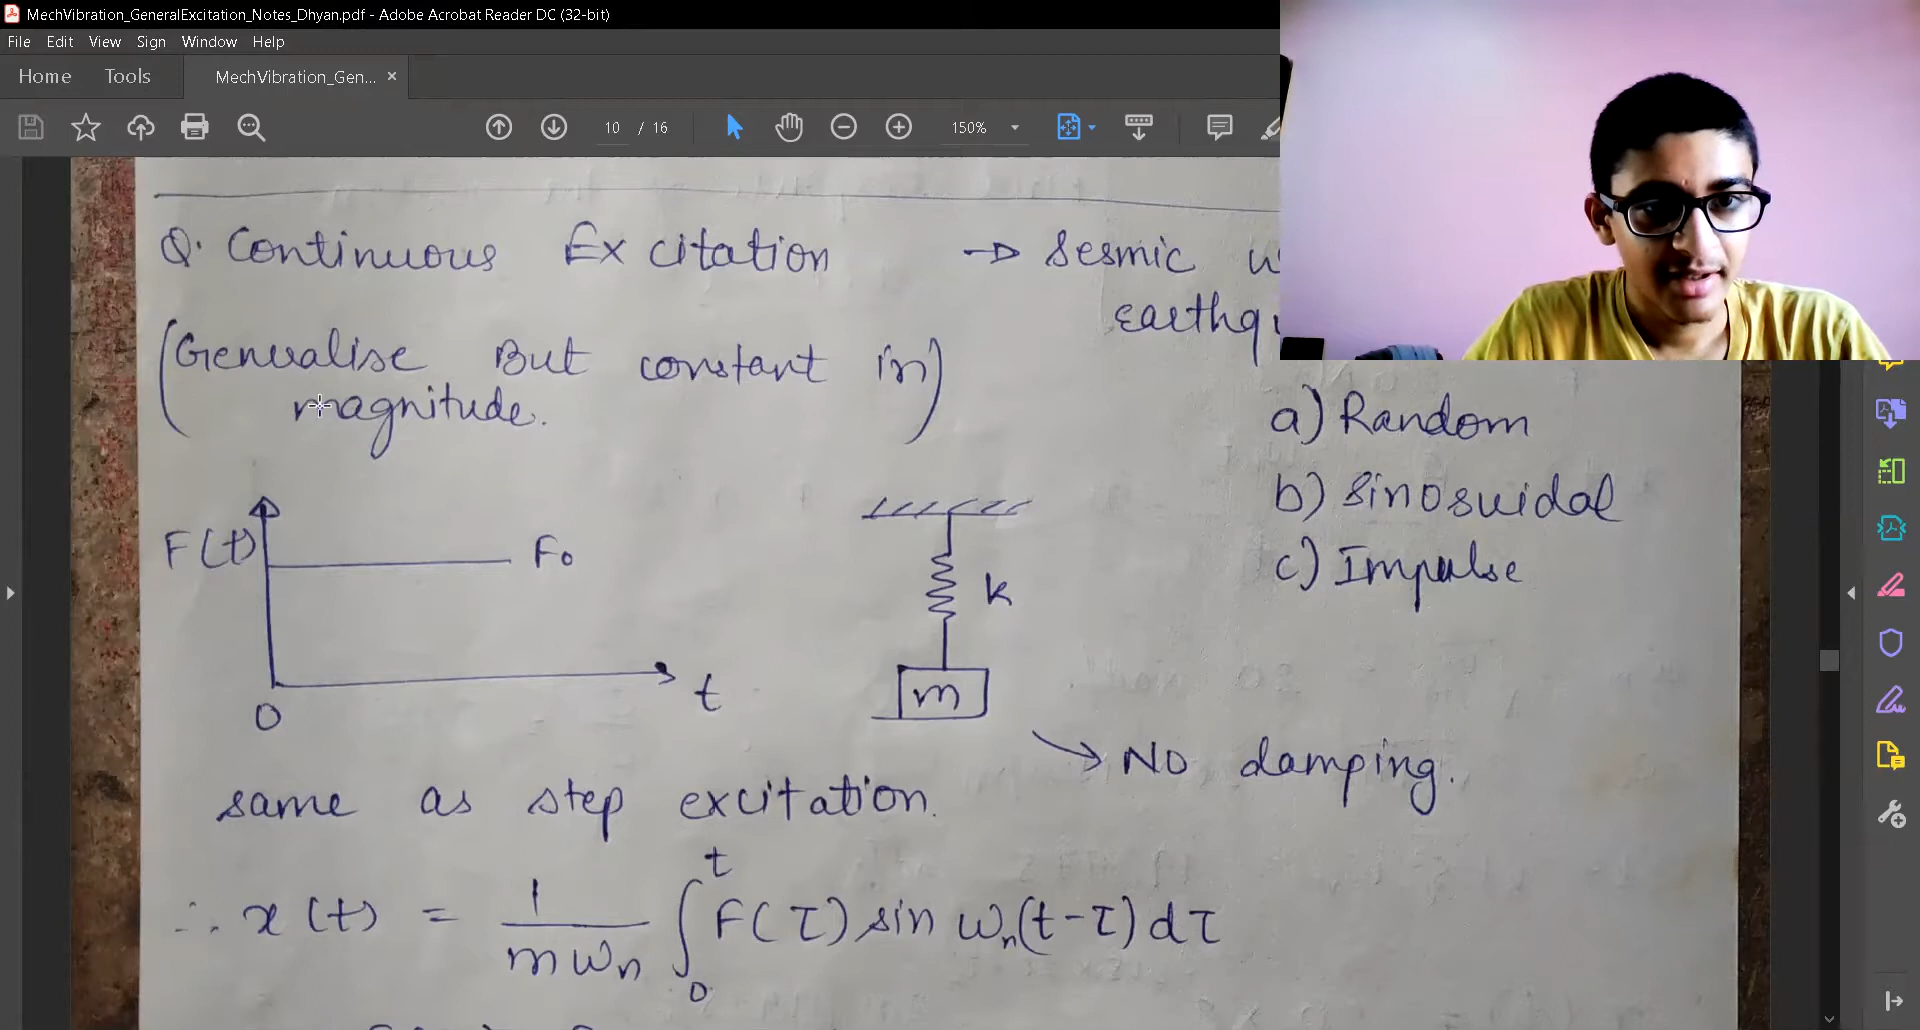 MechVibration_GeneralExcitation_Notes_Dhyan.pdf - Adobe Acrobat Reader DC (32-bit)
File Edit View Sign Window Help
Home Tools MechVibration_Gen... ×
10 / 16 150%
Q. Continuous Excitation → Sesmic
(Generalise But constant in)
magnitude.
a) Random
b) Sinosuidal
c) Impulse
F(t) F₀
k
m
0 t
→ No damping.
same as step excitation.
∴ x(t) = 1/(mωₙ) ∫₀ᵗ F(τ) sin ωₙ(t-τ) dτ